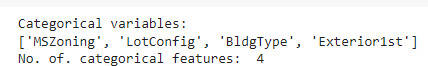 Categorical variables:
['MSZoning', 'LotConfig', 'BldgType', 'Exterior1st']
No. of. categorical features:  4